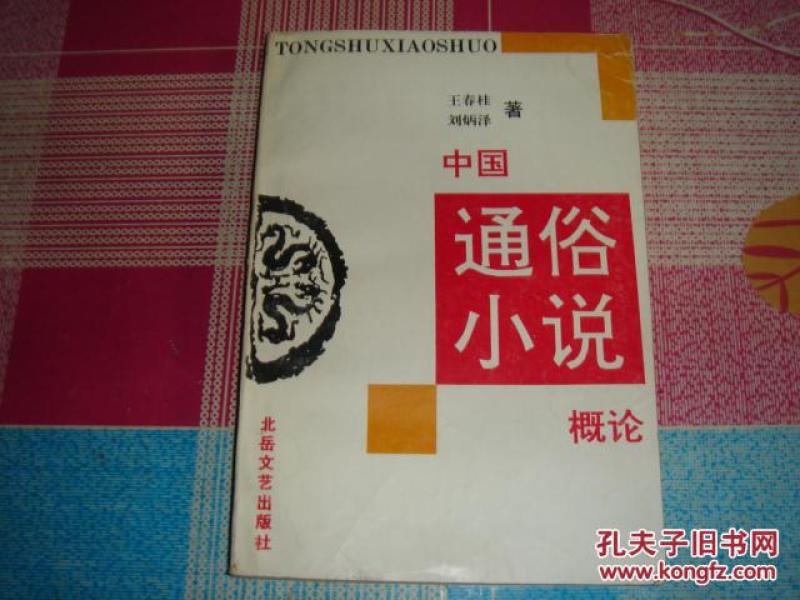 TONGSHUXIAOSHUO
王春桂
刘炳泽
著
中国
通俗
小说
概论
北岳文艺出版社
孔夫子旧书网
www.kongfz.com